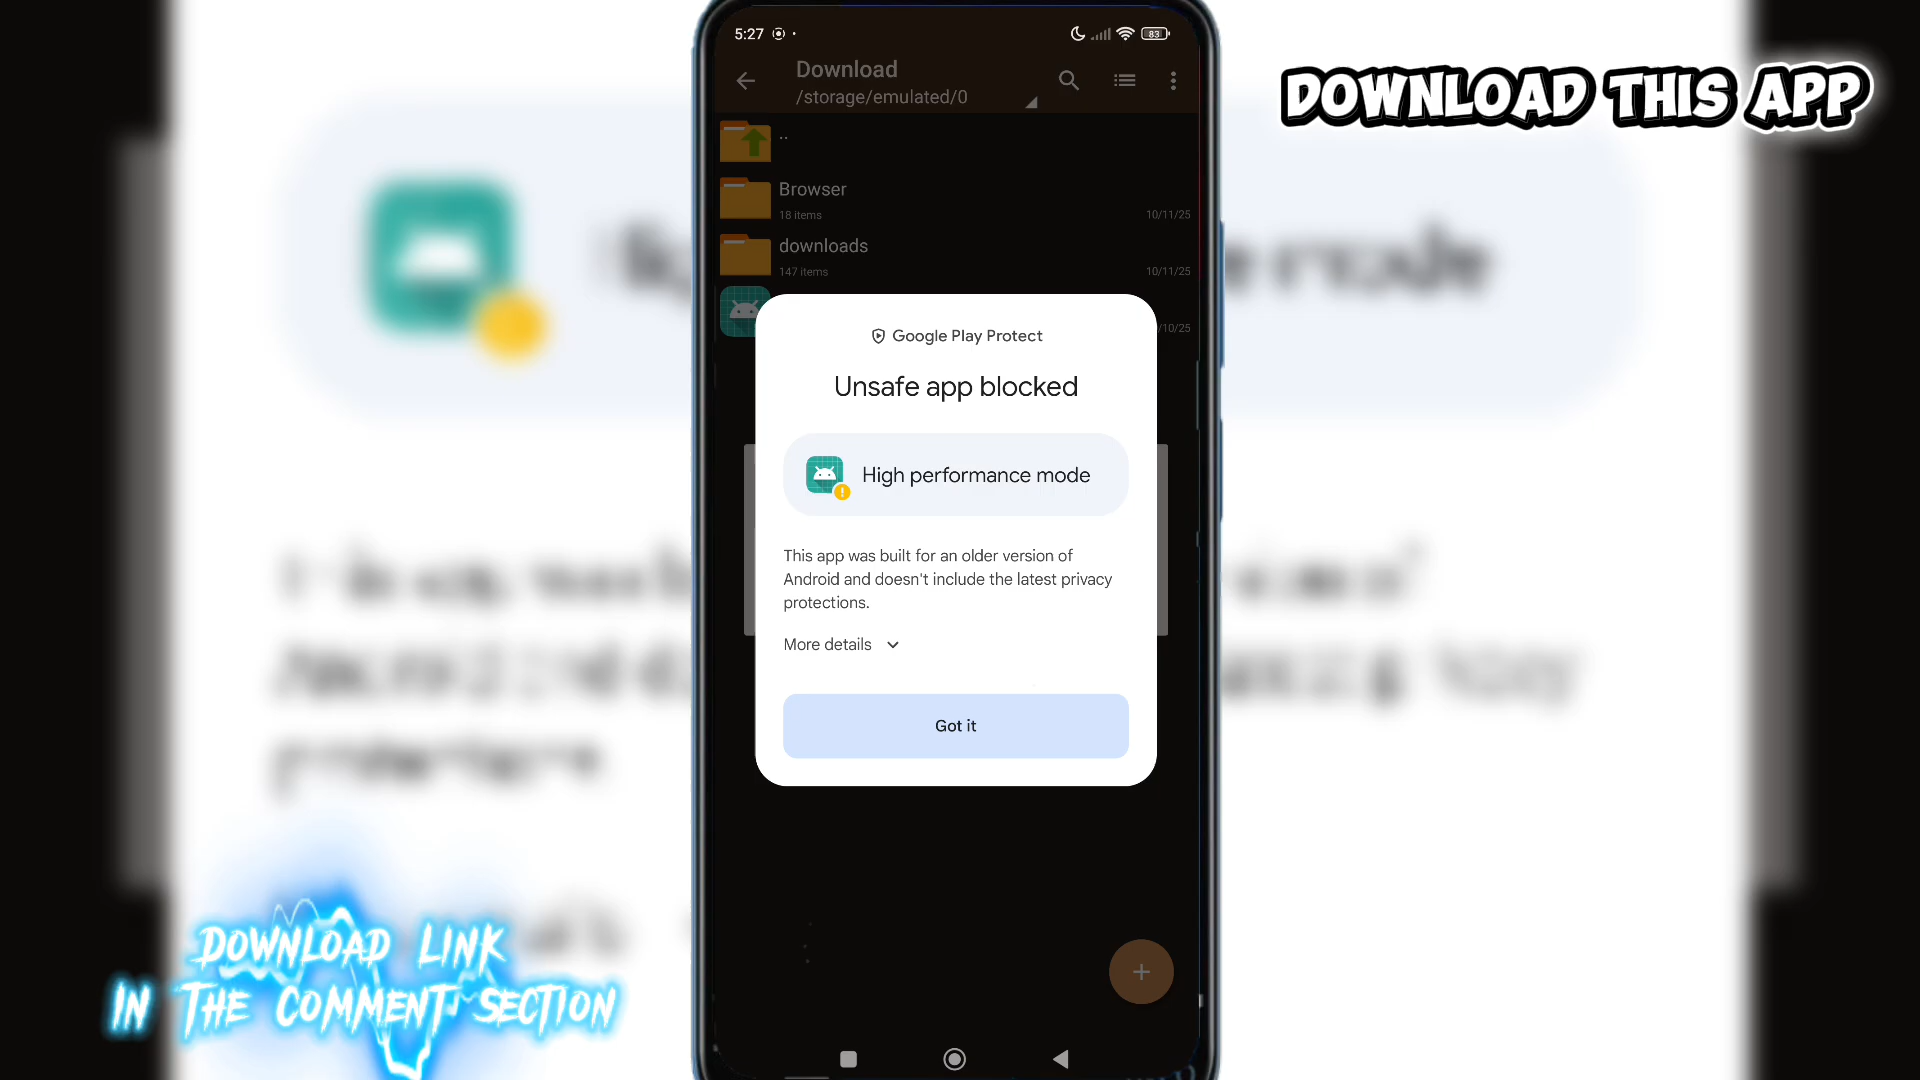 5:27
83
Download
/storage/emulated/0
..
Browser
18 items
10/11/25
downloads
147 items
10/11/25
/10/25
Google Play Protect
Unsafe app blocked
High performance mode
This app was built for an older version of
Android and doesn't include the latest privacy
protections.
More details
Got it
DOWNLOAD THIS APP
DOWNLOAD LINK
IN THE COMMENT SECTION